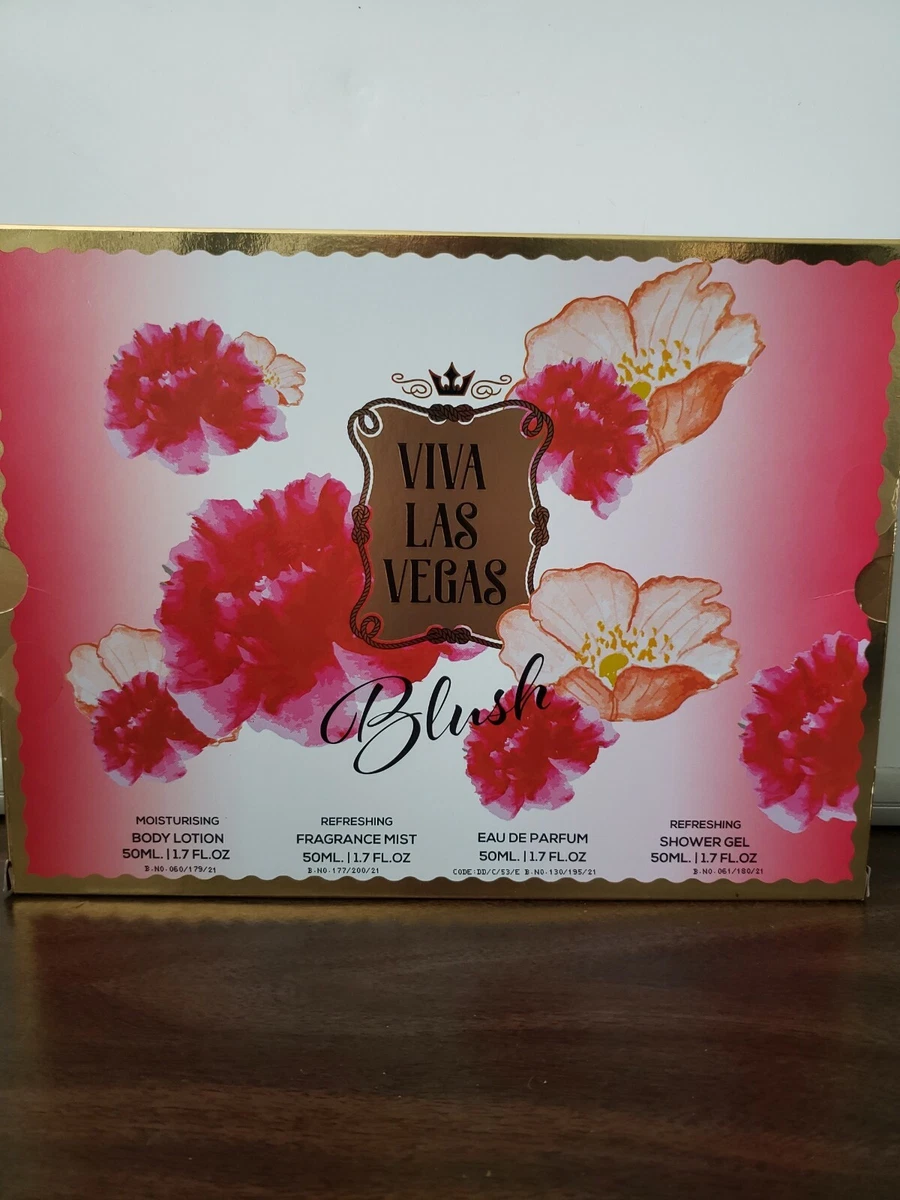 VIVA
LAS
VEGAS
Blush
MOISTURISING
BODY LOTION
50ML. | 1.7 FL.OZ
B.NO.060/179/21
REFRESHING
FRAGRANCE MIST
50ML. | 1.7 FL.OZ
B.NO.177/200/21
EAU DE PARFUM
50ML. | 1.7 FL.OZ
CODE:DD/C/53/E B.NO.130/195/21
REFRESHING
SHOWER GEL
50ML. | 1.7 FL.OZ
B.NO.061/180/21